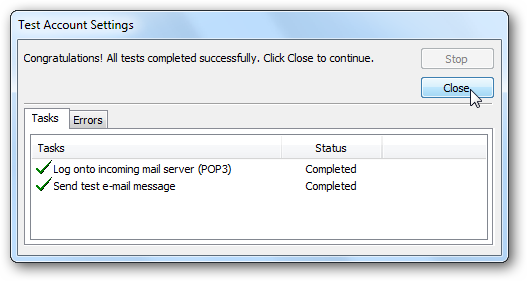 Test Account Settings
Congratulations! All tests completed successfully. Click Close to continue.
Stop
Close
Tasks Errors
Tasks Status
Log onto incoming mail server (POP3) Completed
Send test e-mail message Completed